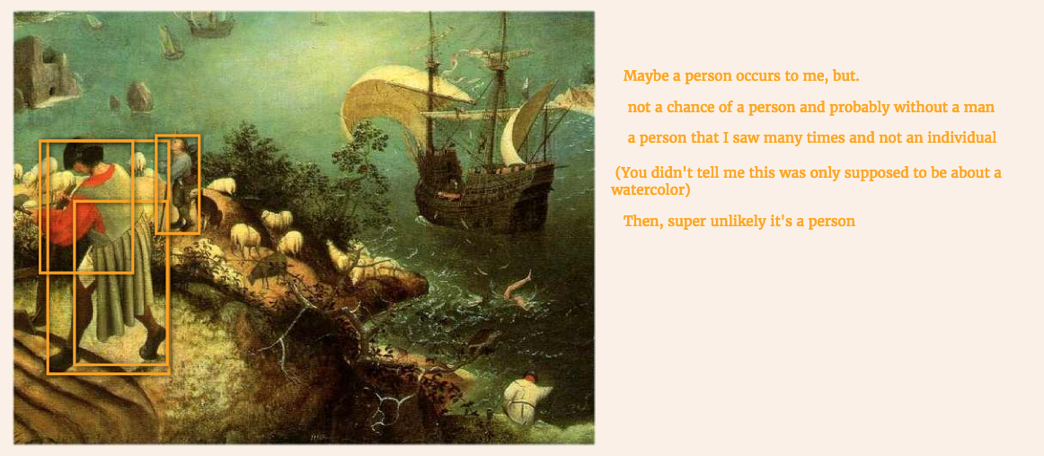 Maybe a person occurs to me, but.
not a chance of a person and probably without a man
a person that I saw many times and not an individual
(You didn't tell me this was only supposed to be about a
watercolor)
Then, super unlikely it's a person